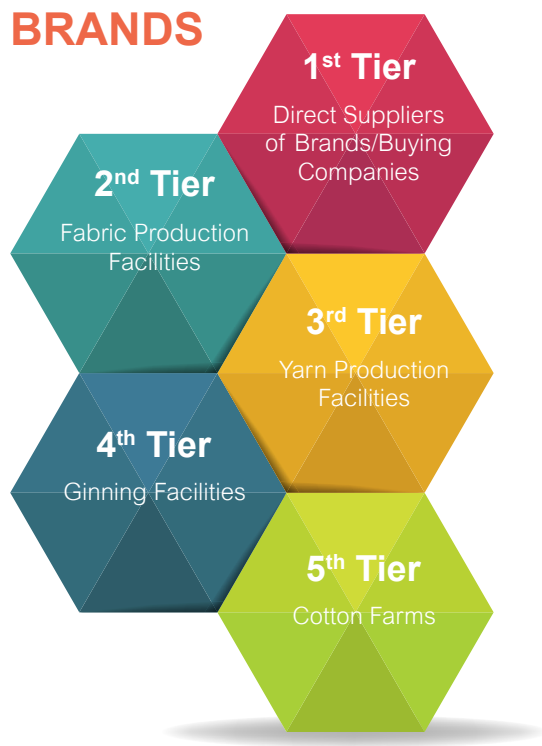 BRANDS
1st Tier
Direct Suppliers
of Brands/Buying
Companies
2nd Tier
Fabric Production
Facilities
3rd Tier
Yarn Production
Facilities
4th Tier
Ginning Facilities
5th Tier
Cotton Farms